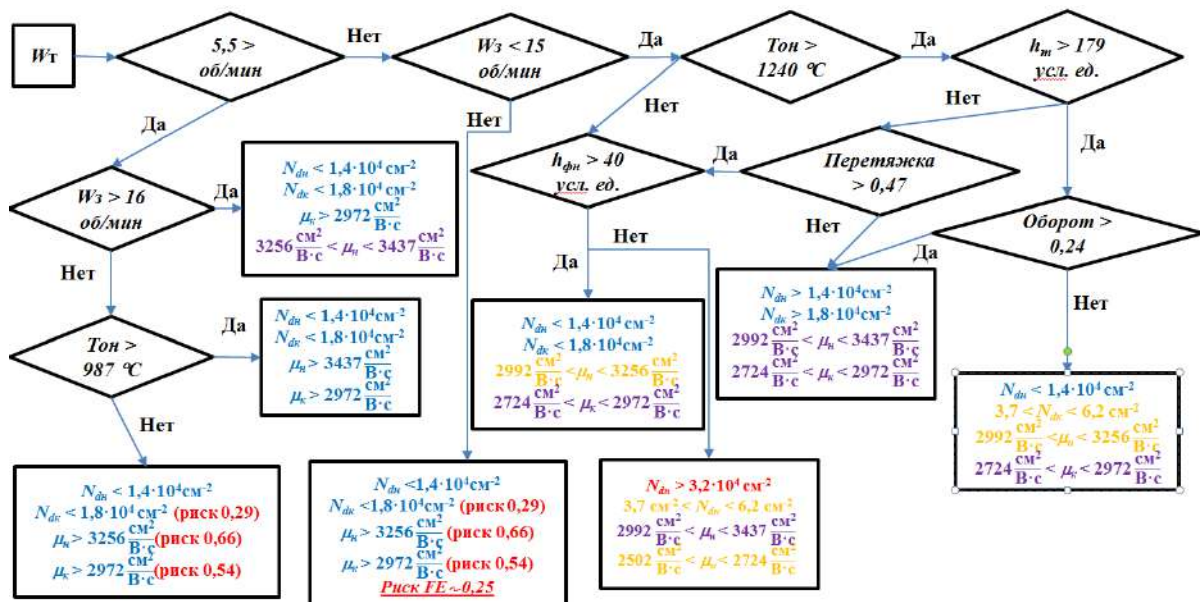 Wт
5,5 >
об/мин
Нет
Wз < 15
об/мин
Да
Тон >
1240 °C
Да
hт > 179
усл. ед.
Да
Нет
Нет
Нет
Да
Wз > 16
об/мин
Да
Nдн < 1,4·10⁴ см⁻²
Nдк < 1,8·10⁴ см⁻²
μк > 2972 см²/В·с
3256 см²/В·с < μн < 3437 см²/В·с
hфн > 40
усл. ед.
Да
Перетяжка
> 0,47
Оборот >
0,24
Нет
Нет
Да
Нет
Да
Нет
Тон >
987 °C
Да
Nдн < 1,4·10⁴ см⁻²
Nдк < 1,8·10⁴ см⁻²
μн > 3437 см²/В·с
μк > 2972 см²/В·с
Nдн < 1,4·10⁴ см⁻²
Nдк < 1,8·10⁴ см⁻²
2992 см²/В·с < μн < 3256 см²/В·с
2724 см²/В·с < μк < 2972 см²/В·с
Nдн > 1,4·10⁴ см⁻²
Nдк > 1,8·10⁴ см⁻²
2992 см²/В·с < μн < 3437 см²/В·с
2724 см²/В·с < μк < 2972 см²/В·с
Nдн < 1,4·10⁴ см⁻²
3,7 < Nдк < 6,2 см⁻²
2992 см²/В·с < μн < 3256 см²/В·с
2724 см²/В·с < μк < 2972 см²/В·с
Нет
Nдн < 1,4·10⁴ см⁻²
Nдк < 1,8·10⁴ см⁻² (риск 0,29)
μн > 3256 см²/В·с (риск 0,66)
μк > 2972 см²/В·с (риск 0,54)
Nдн <1,4·10⁴ см⁻²
Nдк <1,8·10⁴ см⁻² (риск 0,29)
μн > 3256 см²/В·с (риск 0,66)
μк > 2972 см²/В·с (риск 0,54)
Риск FE ~0,25
Nдн > 3,2·10⁴ см⁻²
3,7 см⁻² < Nдк < 6,2 см⁻²
2992 см²/В·с < μн < 3437 см²/В·с
2502 см²/В·с < μк < 2724 см²/В·с